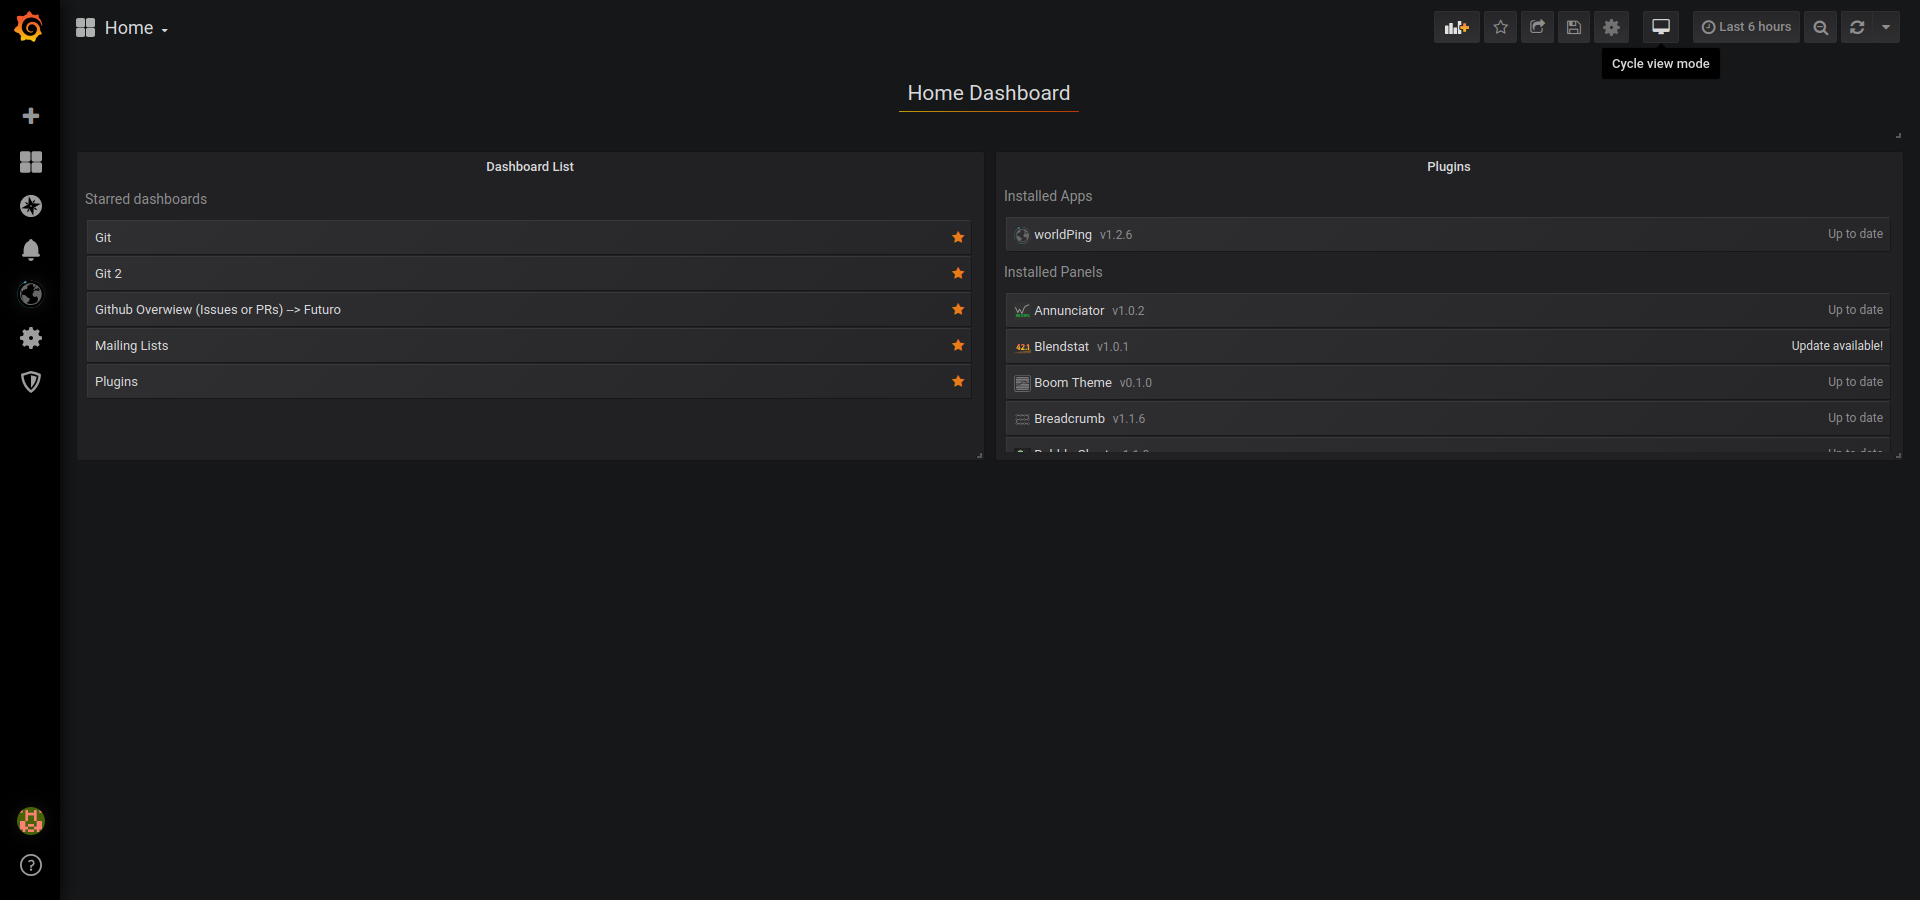 Home
Last 6 hours
Cycle view mode
Home Dashboard
Dashboard List
Starred dashboards
Git
Git 2
Github Overwiew (Issues or PRs) --> Futuro
Mailing Lists
Plugins
Plugins
Installed Apps
worldPing v1.2.6 Up to date
Installed Panels
Annunciator v1.0.2 Up to date
42.1 Blendstat v1.0.1 Update available!
Boom Theme v0.1.0 Up to date
Breadcrumb v1.1.6 Up to date